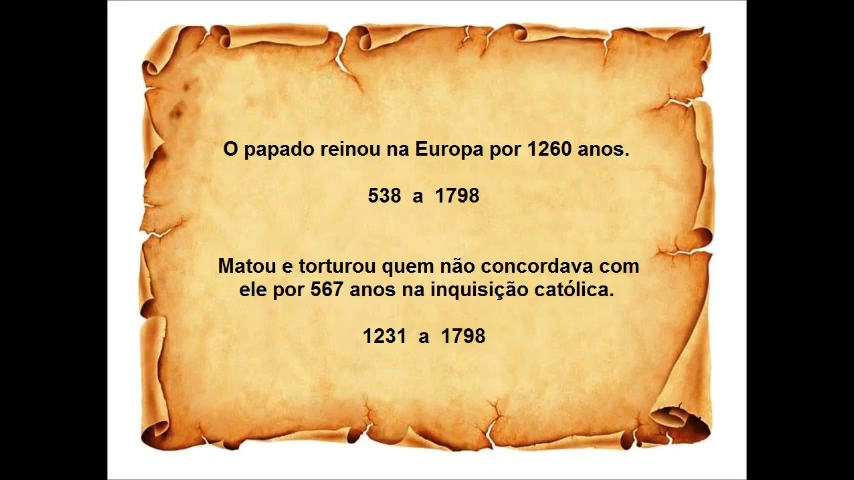 O papado reinou na Europa por 1260 anos.
538 a 1798
Matou e torturou quem não concordava com
ele por 567 anos na inquisição católica.
1231 a 1798